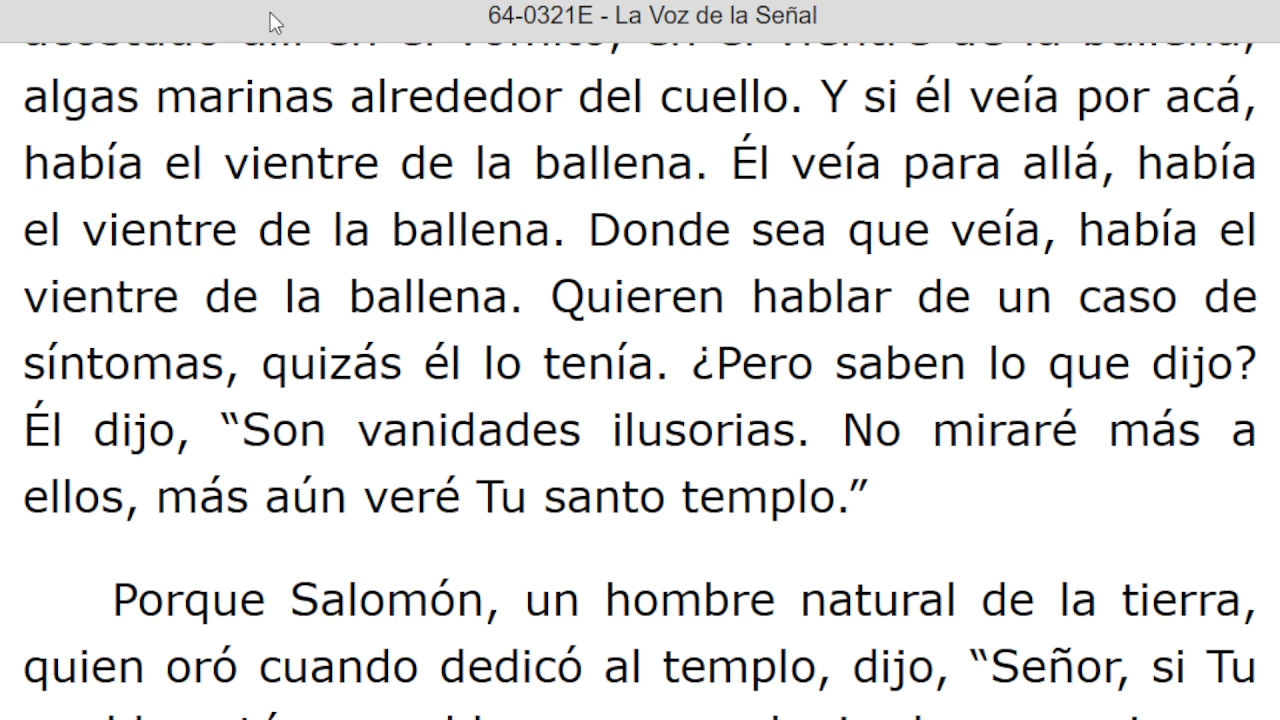 64-0321E - La Voz de la Señal
algas marinas alrededor del cuello. Y si él veía por acá,
había el vientre de la ballena. Él veía para allá, había
el vientre de la ballena. Donde sea que veía, había el
vientre de la ballena. Quieren hablar de un caso de
síntomas, quizás él lo tenía. ¿Pero saben lo que dijo?
Él dijo, “Son vanidades ilusorias. No miraré más a
ellos, más aún veré Tu santo templo.”
Porque Salomón, un hombre natural de la tierra,
quien oró cuando dedicó al templo, dijo, “Señor, si Tu